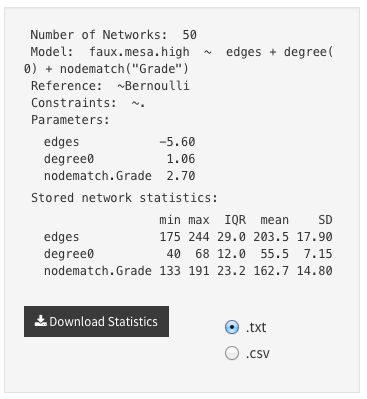 Number of Networks: 50
Model: faux.mesa.high ~ edges + degree(
0) + nodematch("Grade")
Reference: ~Bernoulli
Constraints: ~.
Parameters:
edges -5.60
degree0 1.06
nodematch.Grade 2.70
Stored network statistics:
min max IQR mean SD
edges 175 244 29.0 203.5 17.90
degree0 40 68 12.0 55.5 7.15
nodematch.Grade 133 191 23.2 162.7 14.80
Download Statistics
.txt
.csv